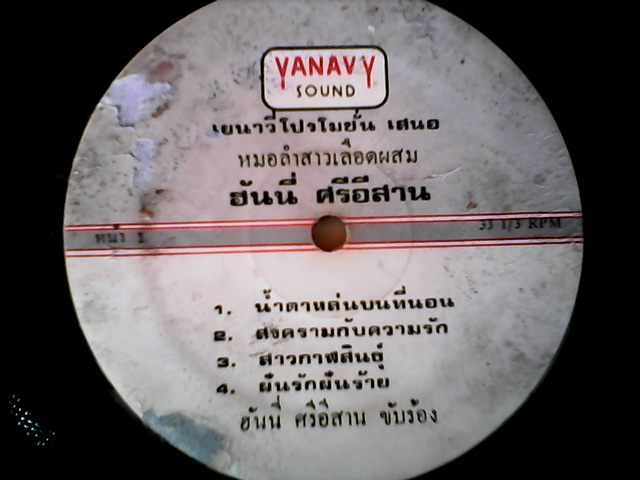 YANAVY
SOUND
เยนาวีโปรโมชั่น เสนอ
หมอลำสาวเลือดผสม
ฮันนี่ ศรีอีสาน
หน้า 1
33 1/3 RPM
1. น้ำตาหล่นบนที่นอน
2. สงครามกับความรัก
3. สาวกาฬสินธุ์
4. ฝันรักฝันร้าย
ฮันนี่ ศรีอีสาน ขับร้อง